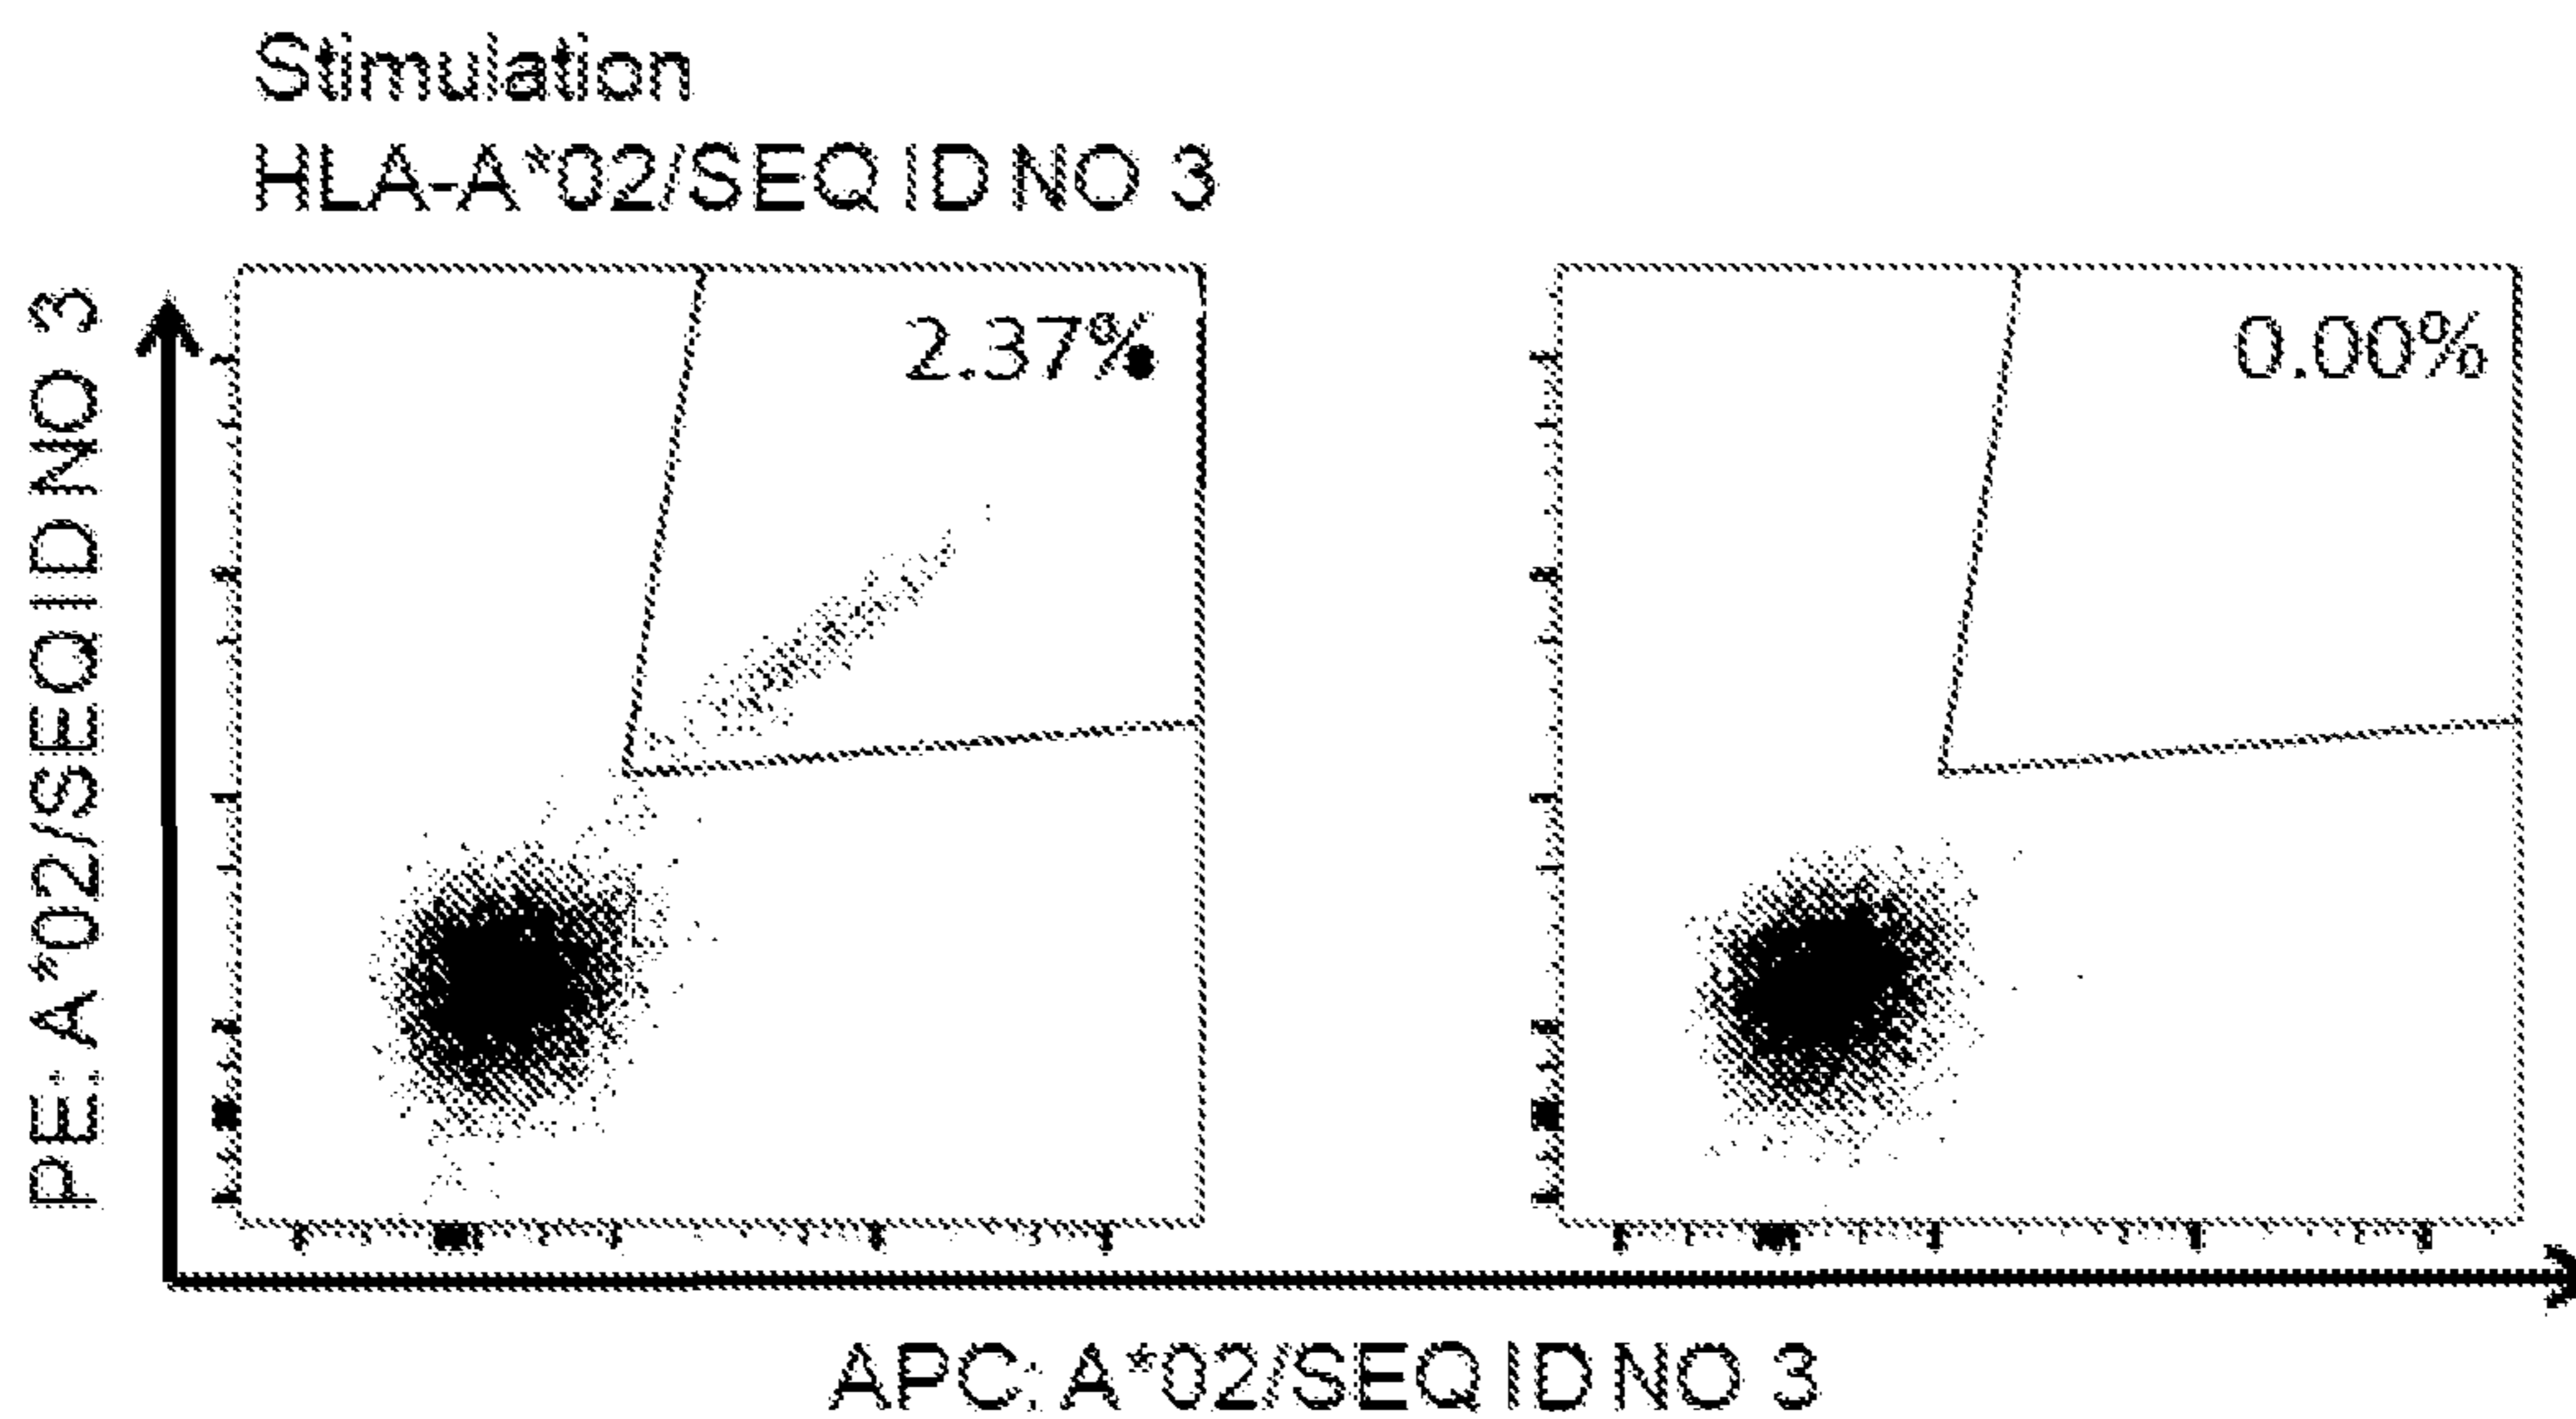 Stimulation
HLA-A*02/SEQ ID NO 3
2.37%
0.00%
PE: A*02/SEQ ID NO 3
APC: A*02/SEQ ID NO 3